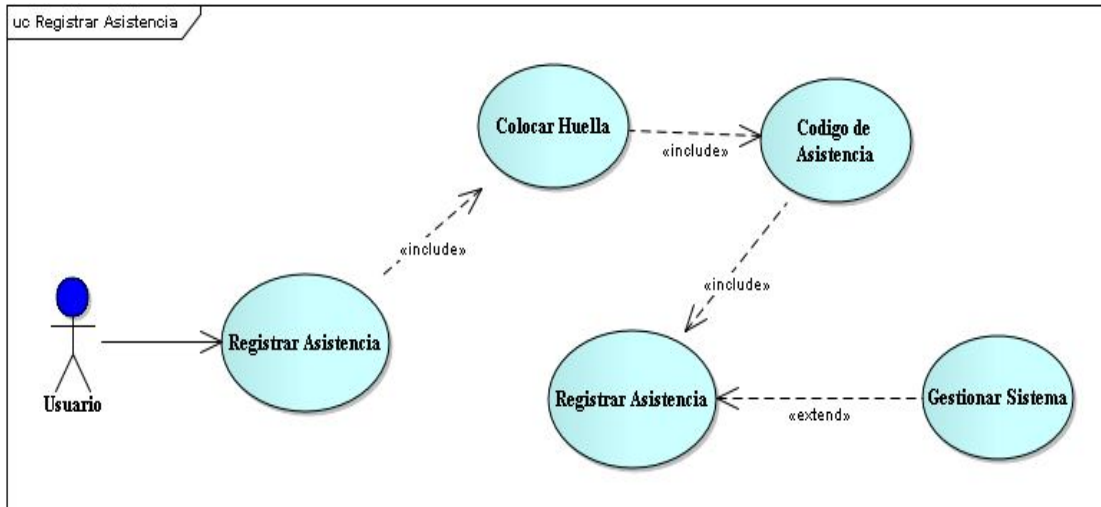 uc Registrar Asistencia
Colocar Huella
«include»
Codigo de
Asistencia
«include»
«include»
Usuario
Registrar Asistencia
Registrar Asistencia
«extend»
Gestionar Sistema